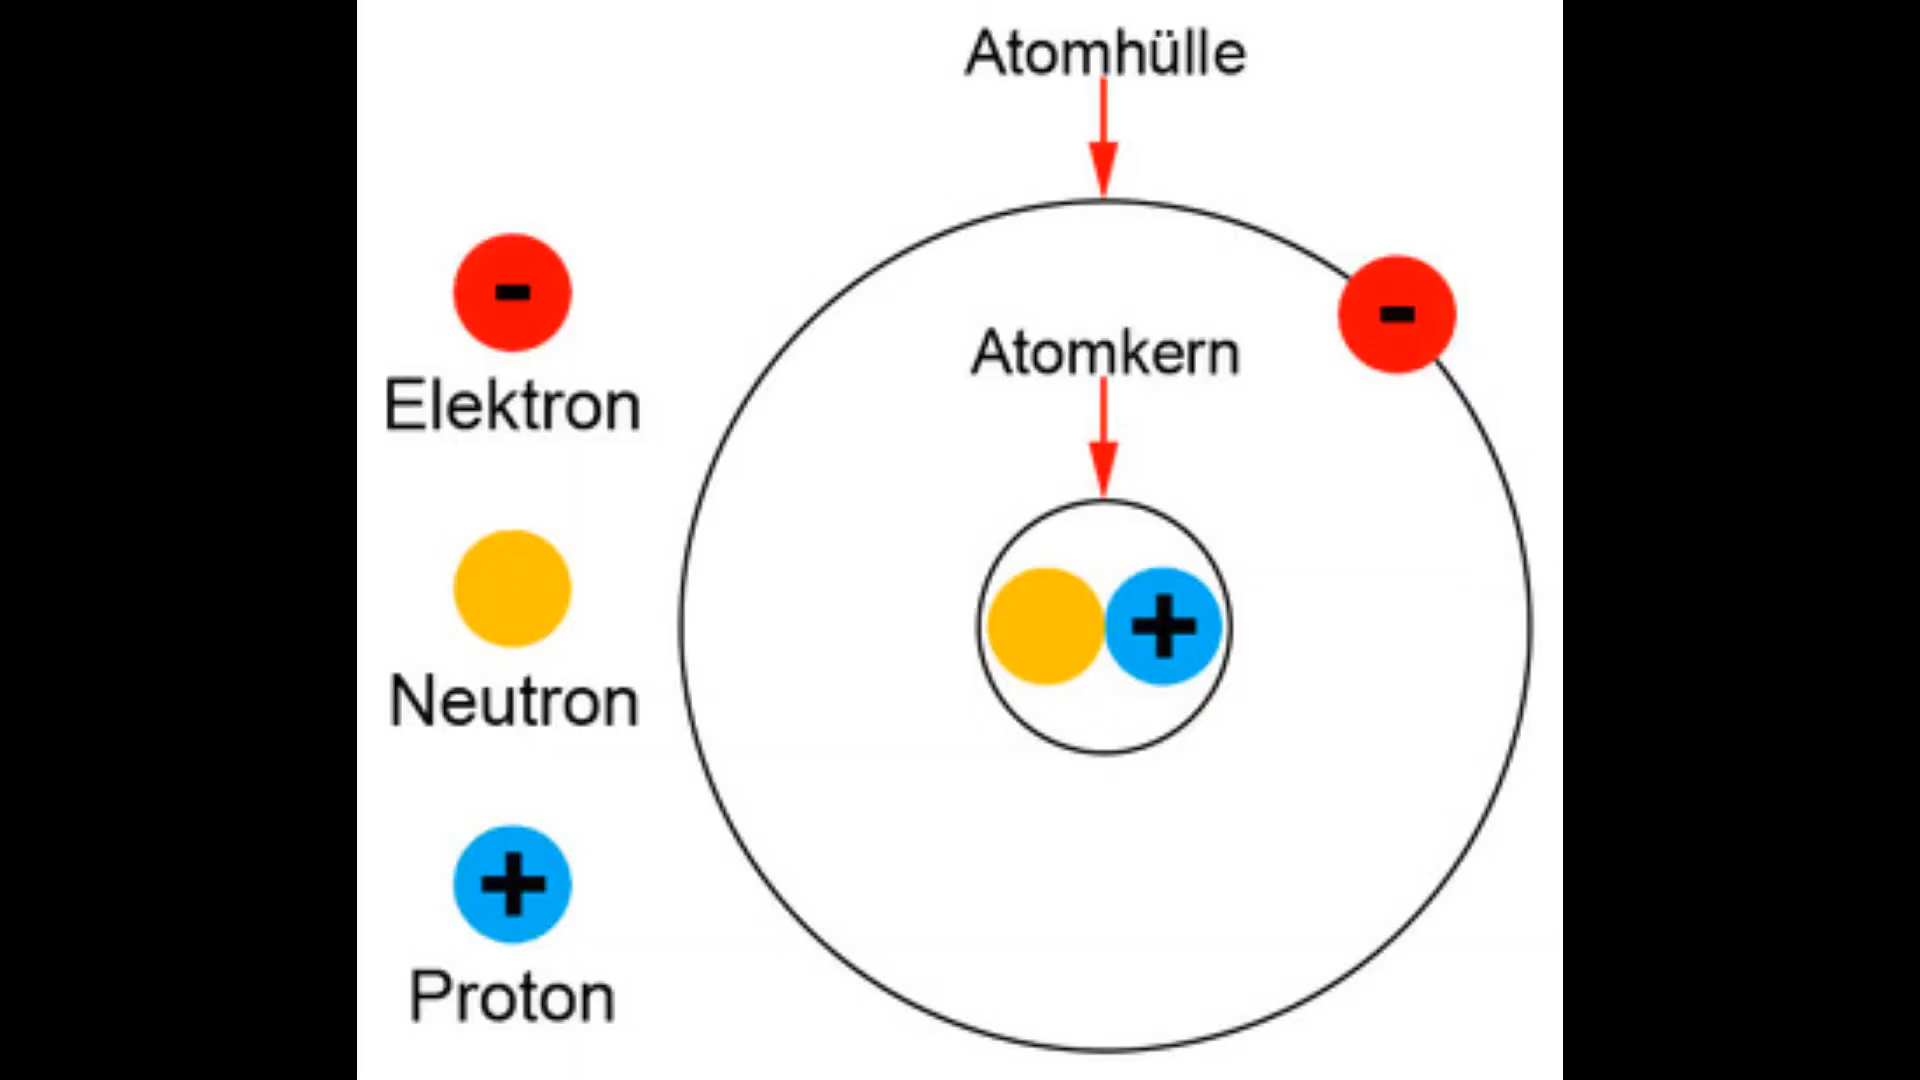 Atomhülle
-
-
Atomkern
Elektron
+
Neutron
+
Proton